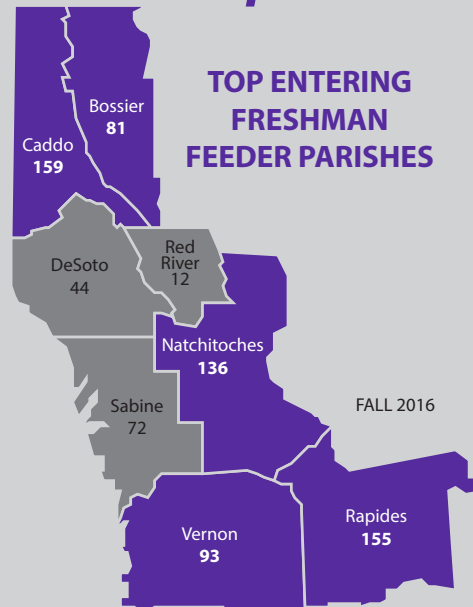 TOP ENTERING
FRESHMAN
FEEDER PARISHES
Bossier
81
Caddo
159
DeSoto
44
Red
River
12
Natchitoches
136
Sabine
72
FALL 2016
Vernon
93
Rapides
155